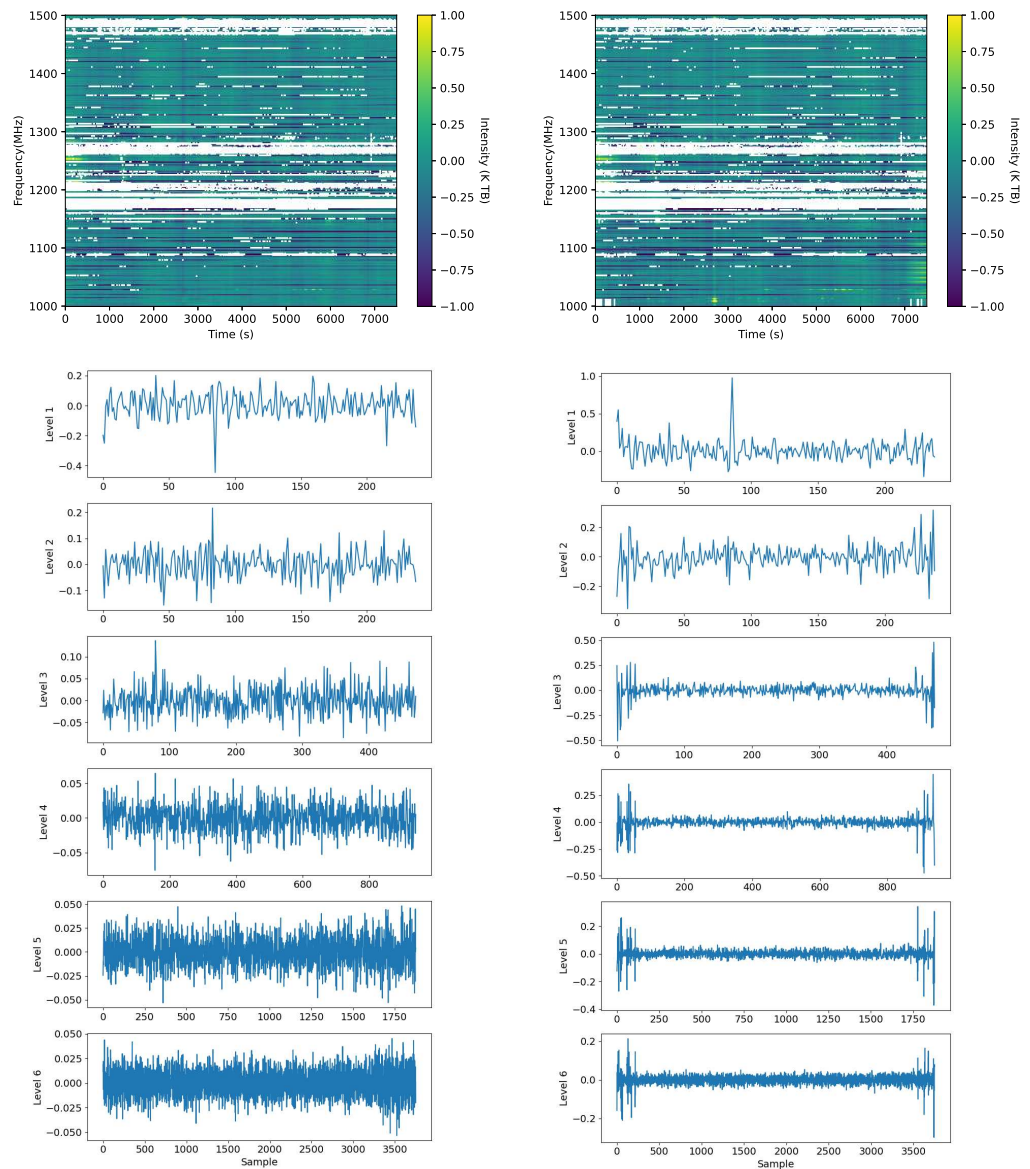 1500
1400
1300
1200
1100
1000
Frequency(MHz)
0 1000 2000 3000 4000 5000 6000 7000
Time (s)
1.00
0.75
0.50
0.25
0.00
−0.25
−0.50
−0.75
−1.00
Intensity (K TB)
1500
1400
1300
1200
1100
1000
Frequency(MHz)
0 1000 2000 3000 4000 5000 6000 7000
Time (s)
1.00
0.75
0.50
0.25
0.00
−0.25
−0.50
−0.75
−1.00
Intensity (K TB)
Level 1
0.2
0.0
−0.2
−0.4
0 50 100 150 200
Level 1
1.0
0.5
0.0
0 50 100 150 200
Level 2
0.2
0.1
0.0
−0.1
0 50 100 150 200
Level 2
0.2
0.0
−0.2
0 50 100 150 200
Level 3
0.10
0.05
0.00
−0.05
0 100 200 300 400
Level 3
0.50
0.25
0.00
−0.25
−0.50
0 100 200 300 400
Level 4
0.05
0.00
−0.05
0 200 400 600 800
Level 4
0.25
0.00
−0.25
−0.50
0 200 400 600 800
Level 5
0.050
0.025
0.000
−0.025
−0.050
0 250 500 750 1000 1250 1500 1750
Level 5
0.2
0.0
−0.2
−0.4
0 250 500 750 1000 1250 1500 1750
Level 6
0.050
0.025
0.000
−0.025
−0.050
0 500 1000 1500 2000 2500 3000 3500
Sample
Level 6
0.2
0.0
−0.2
0 500 1000 1500 2000 2500 3000 3500
Sample